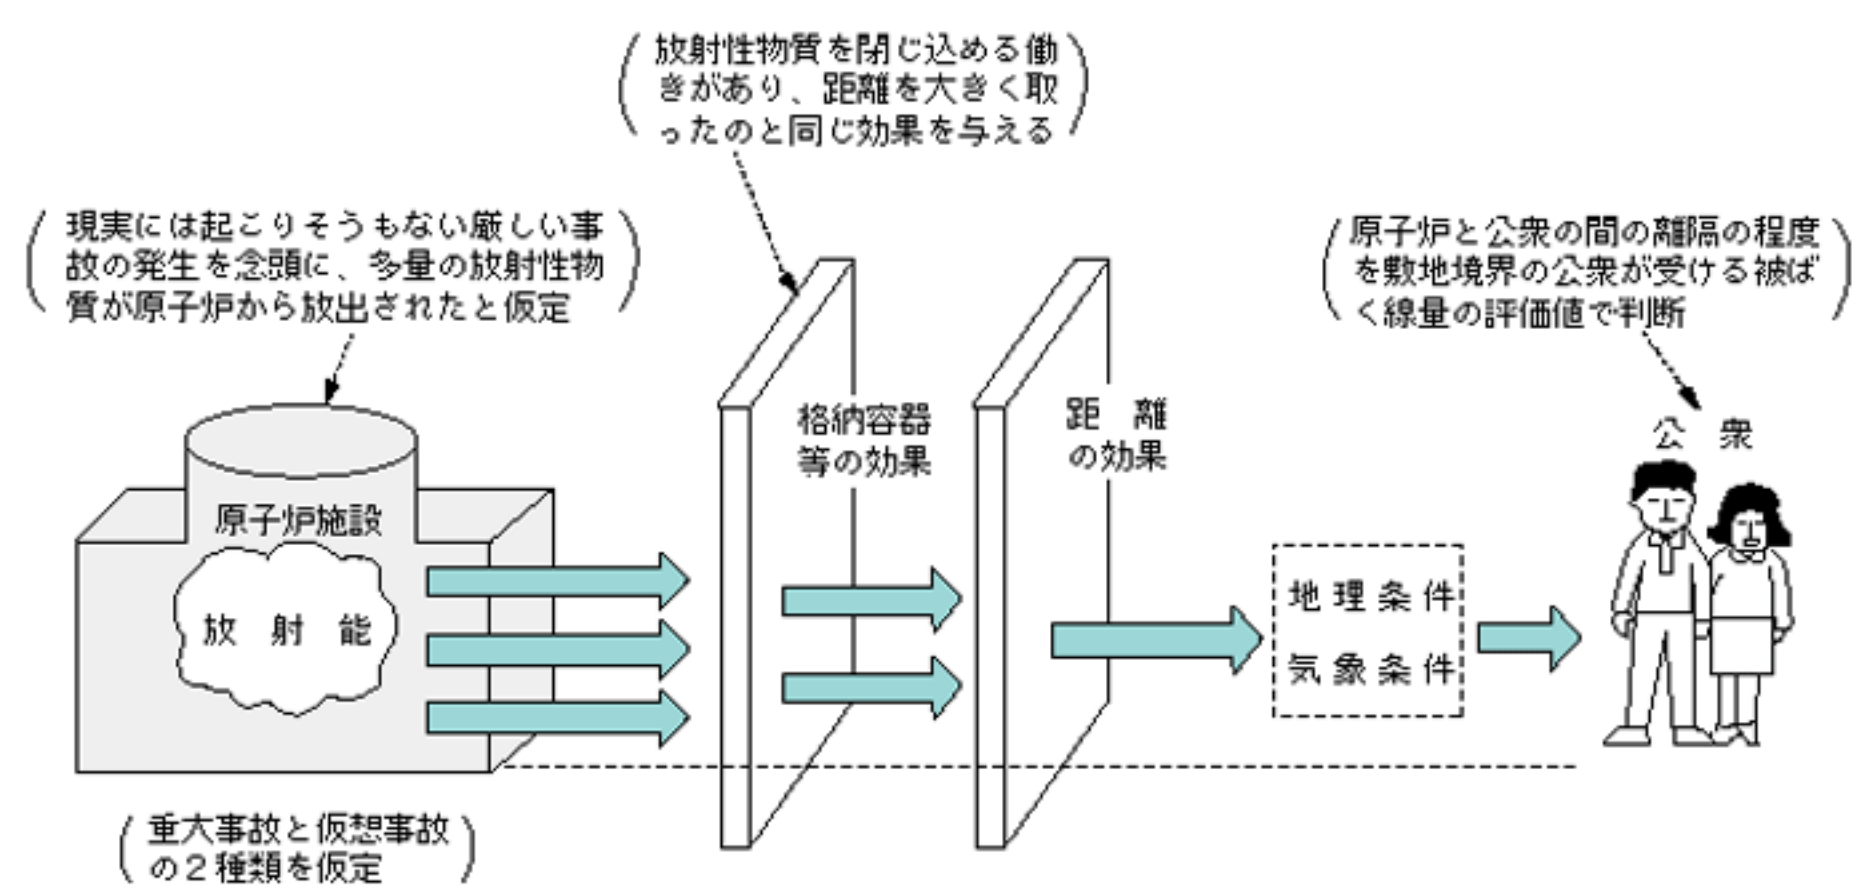 放射性物質を閉じ込める働
きがあり、距離を大きく取
ったのと同じ効果を与える
現実には起こりそうもない厳しい事
故の発生を念頭に、多量の放射性物
質が原子炉から放出されたと仮定
原子炉と公衆の間の離隔の程度
を敷地境界の公衆が受ける被ば
く線量の評価値で判断
格納容器
等の効果
距離
の効果
公衆
原子炉施設
放射能
地理条件
気象条件
重大事故と仮想事故
の2種類を仮定